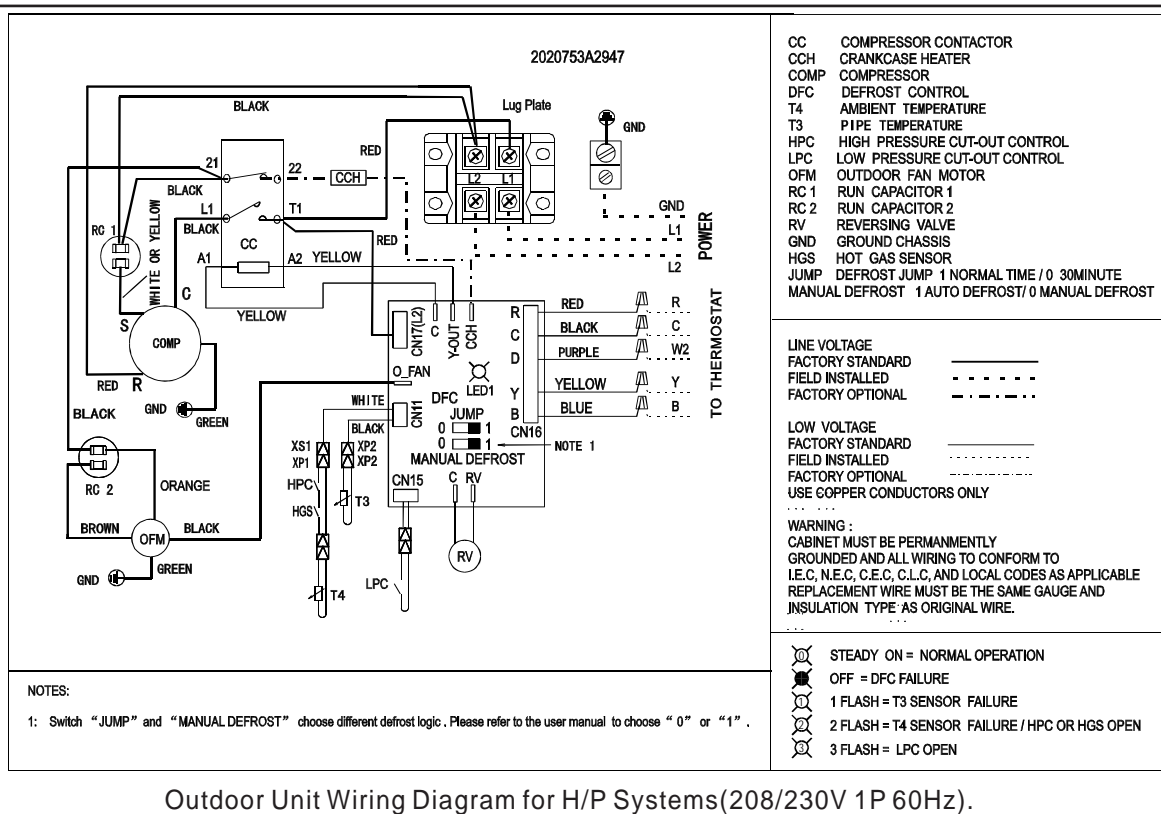 2020753A2947
BLACK
Lug Plate
GND
RED
21
22
CCH
L2
L1
BLACK
L1
T1
BLACK
RC 1
WHITE OR YELLOW
CC
RED
A1
A2
YELLOW
C
YELLOW
S
COMP
RED
R
GND
GREEN
GND
L1
L2
POWER
CN17(L2)
C
Y-OUT
CCH
R
C
D
Y
B
CN16
RED
BLACK
PURPLE
YELLOW
BLUE
R
C
W2
Y
B
TO THERMOSTAT
O_FAN
LED1
DFC
WHITE
CN11
BLACK
JUMP
0
1
0
1
MANUAL DEFROST
NOTE 1
XS1
XP1
XP2
XP2
HPC
HGS
T3
T4
CN15
C
RV
LPC
RV
BLACK
RC 2
ORANGE
BROWN
OFM
BLACK
GND
GREEN
NOTES:
1: Switch “JUMP” and “MANUAL DEFROST” choose different defrost logic . Please refer to the user manual to choose “ 0” or “1” .
CC COMPRESSOR CONTACTOR
CCH CRANKCASE HEATER
COMP COMPRESSOR
DFC DEFROST CONTROL
T4 AMBIENT TEMPERATURE
T3 PIPE TEMPERATURE
HPC HIGH PRESSURE CUT-OUT CONTROL
LPC LOW PRESSURE CUT-OUT CONTROL
OFM OUTDOOR FAN MOTOR
RC 1 RUN CAPACITOR 1
RC 2 RUN CAPACITOR 2
RV REVERSING VALVE
GND GROUND CHASSIS
HGS HOT GAS SENSOR
JUMP DEFROST JUMP 1 NORMAL TIME / 0 30MINUTE
MANUAL DEFROST 1 AUTO DEFROST/ 0 MANUAL DEFROST
LINE VOLTAGE
FACTORY STANDARD
FIELD INSTALLED
FACTORY OPTIONAL
LOW VOLTAGE
FACTORY STANDARD
FIELD INSTALLED
FACTORY OPTIONAL
USE COPPER CONDUCTORS ONLY
WARNING :
CABINET MUST BE PERMANMENTLY
GROUNDED AND ALL WIRING TO CONFORM TO
I.E.C, N.E.C, C.E.C, C.L.C, AND LOCAL CODES AS APPLICABLE
REPLACEMENT WIRE MUST BE THE SAME GAUGE AND
INSULATION TYPE AS ORIGINAL WIRE.
0 STEADY ON = NORMAL OPERATION
OFF = DFC FAILURE
1 1 FLASH = T3 SENSOR FAILURE
2 2 FLASH = T4 SENSOR FAILURE / HPC OR HGS OPEN
3 3 FLASH = LPC OPEN
Outdoor Unit Wiring Diagram for H/P Systems(208/230V 1P 60Hz).